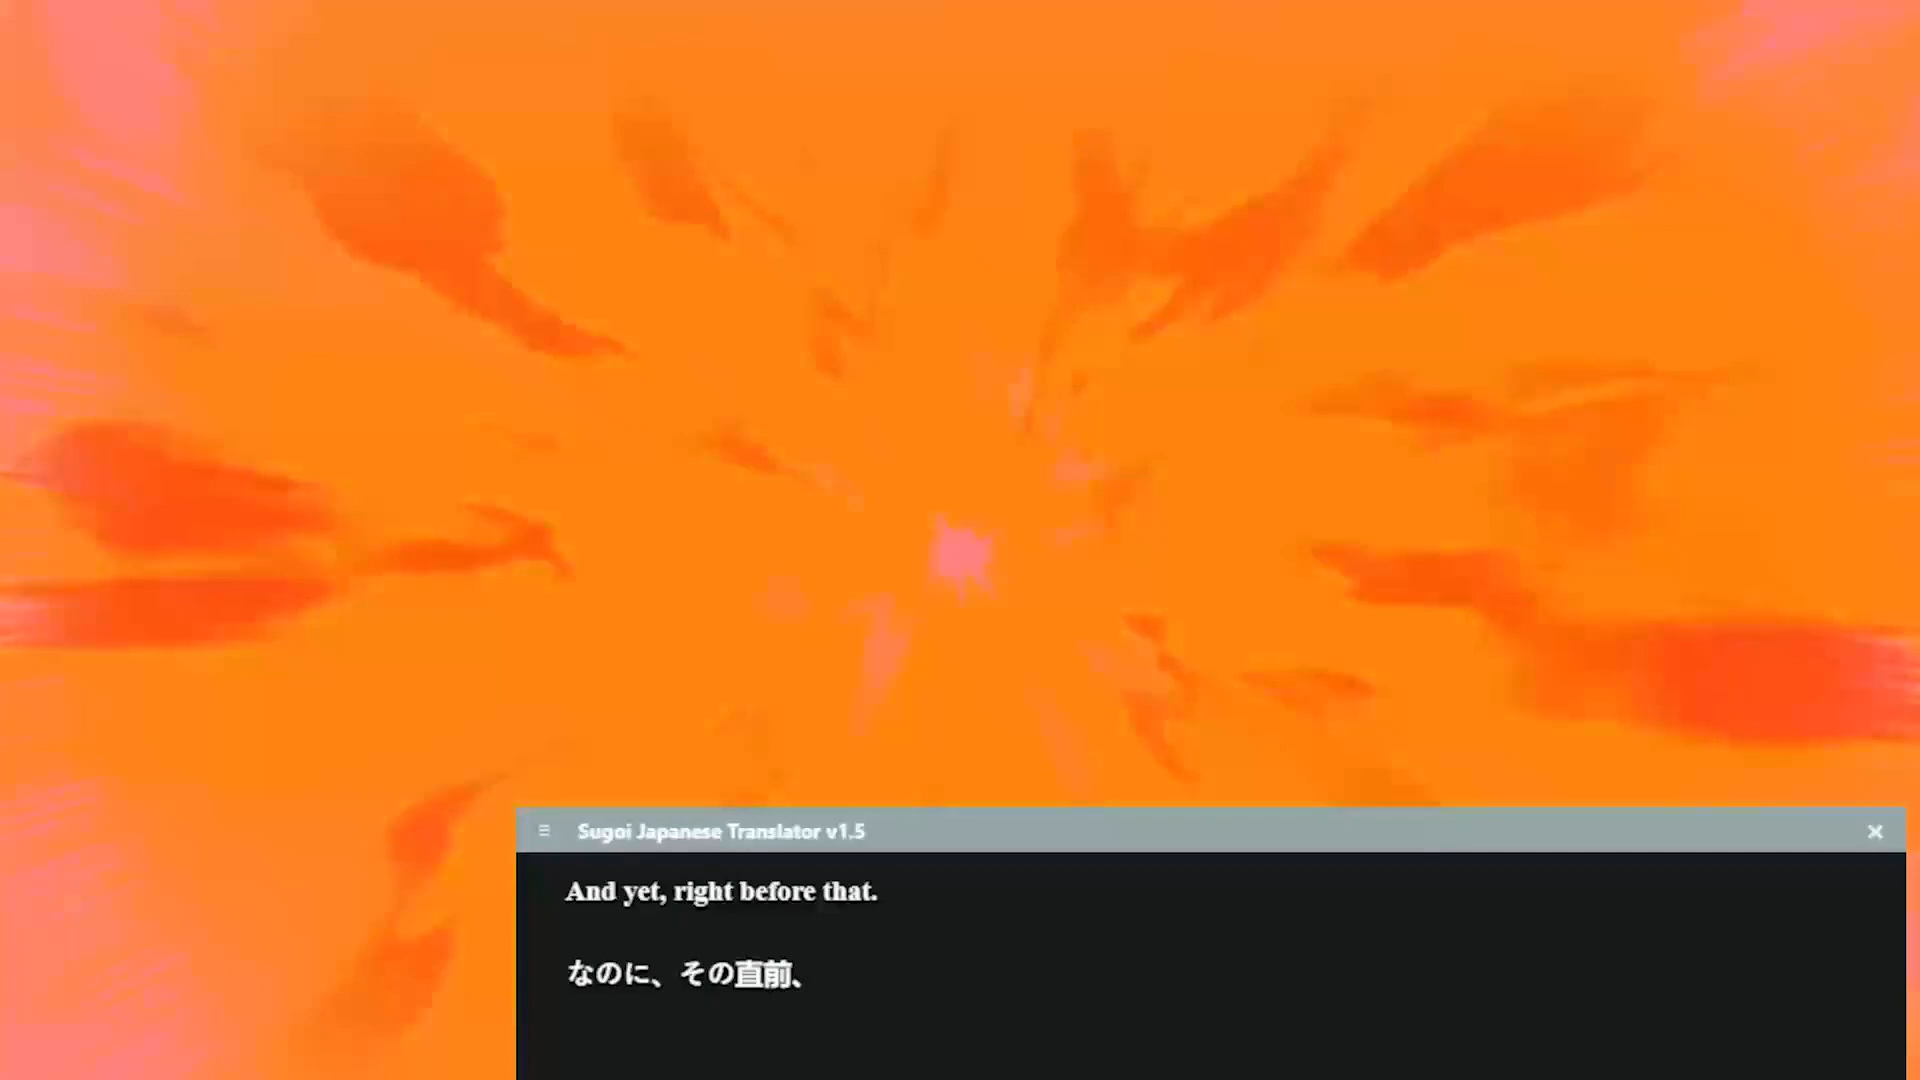 Sugoi Japanese Translator v1.5
And yet, right before that.
なのに、その直前、